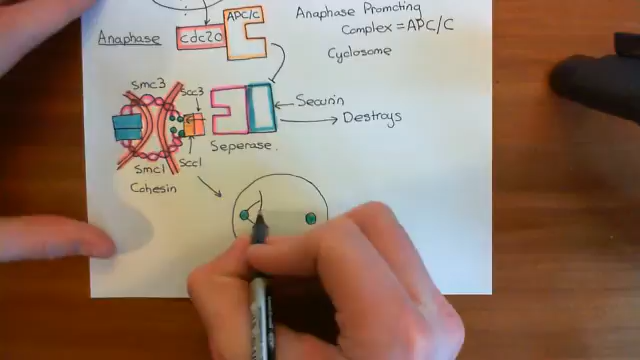 APC/C
Anaphase Promoting
Complex = APC/C
Cyclosome
Anaphase
cdc20
Smc3
Scc3
Securin
Destroys
Seperase.
Smc1
Scc1
Cohesin